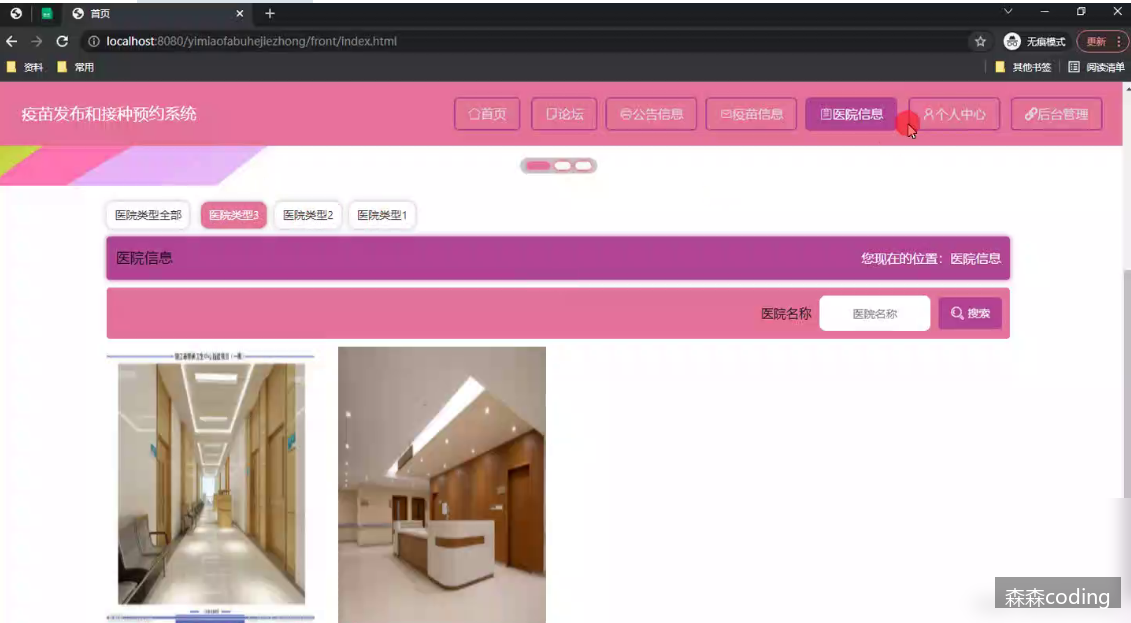 首页
localhost:8080/yimiaofabuhejiezhong/front/index.html
无痕模式
更新
资料
常用
其他书签
阅读清单
疫苗发布和接种预约系统
首页
论坛
公告信息
疫苗信息
医院信息
个人中心
后台管理
医院类型全部
医院类型3
医院类型2
医院类型1
医院信息
您现在的位置：医院信息
医院名称
医院名称
搜索
森森coding